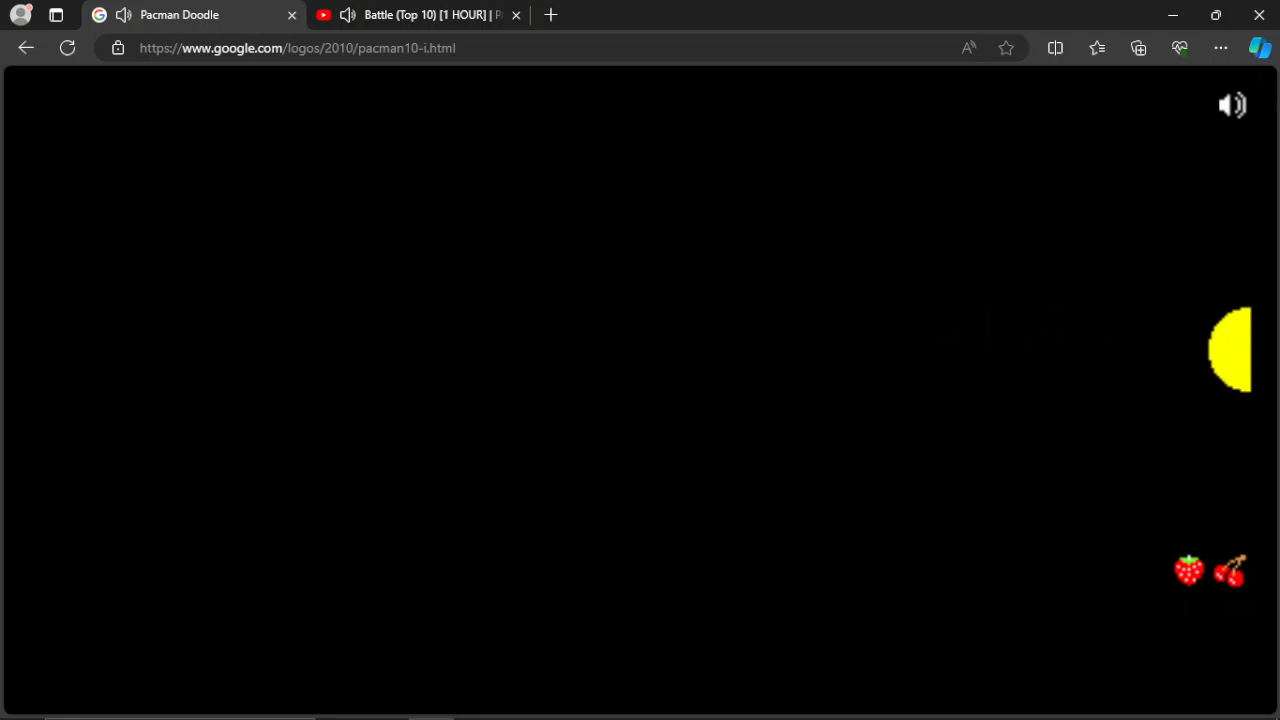 Pacman Doodle
Battle (Top 10) [1 HOUR] |
https://www.google.com/logos/2010/pacman10-i.html